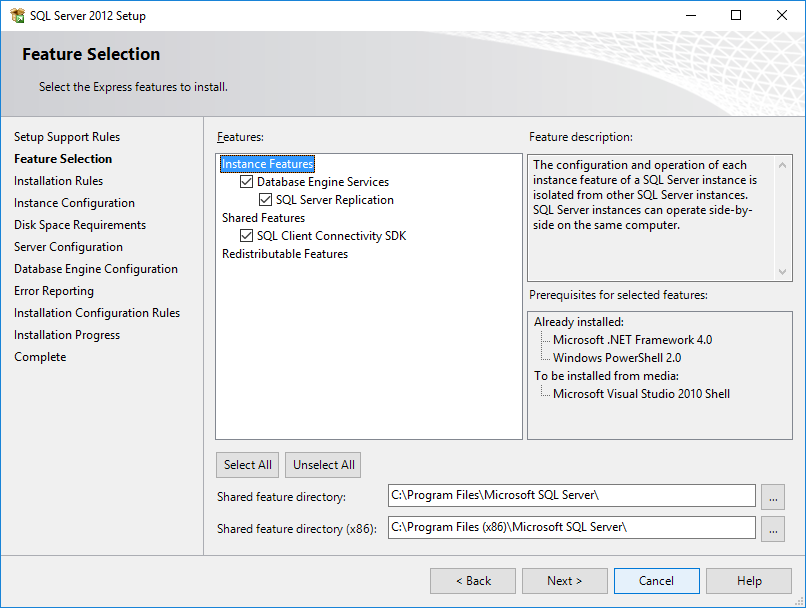 SQL Server 2012 Setup
Feature Selection
Select the Express features to install.
Setup Support Rules
Feature Selection
Installation Rules
Instance Configuration
Disk Space Requirements
Server Configuration
Database Engine Configuration
Error Reporting
Installation Configuration Rules
Installation Progress
Complete
Features:
Instance Features
Database Engine Services
SQL Server Replication
Shared Features
SQL Client Connectivity SDK
Redistributable Features
Feature description:
The configuration and operation of each
instance feature of a SQL Server instance is
isolated from other SQL Server instances.
SQL Server instances can operate side-by-
side on the same computer.
Prerequisites for selected features:
Already installed:
Microsoft .NET Framework 4.0
Windows PowerShell 2.0
To be installed from media:
Microsoft Visual Studio 2010 Shell
Select All
Unselect All
Shared feature directory:
C:\Program Files\Microsoft SQL Server\
...
Shared feature directory (x86):
C:\Program Files (x86)\Microsoft SQL Server\
...
< Back
Next >
Cancel
Help